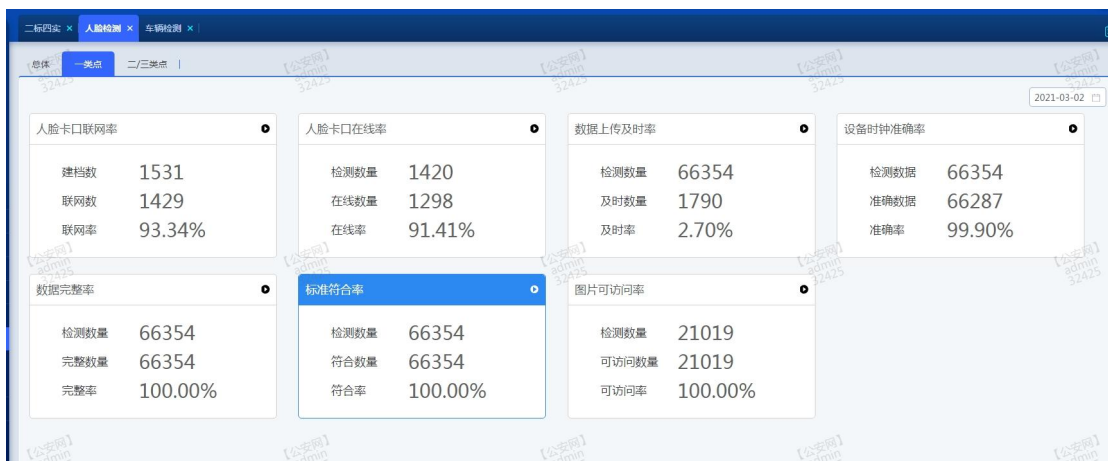 二标四实 × 人脸检测 × 车辆检测 ×
总体 一类点 二/三类点
2021-03-02
人脸卡口联网率 人脸卡口在线率 数据上传及时率 设备时钟准确率
建档数 1531 检测数量 1420 检测数量 66354 检测数据 66354
联网数 1429 在线数量 1298 及时数量 1790 准确数据 66287
联网率 93.34% 在线率 91.41% 及时率 2.70% 准确率 99.90%
数据完整率 标准符合率 图片可访问率
检测数量 66354 检测数量 66354 检测数量 21019
完整数量 66354 符合数量 66354 可访问数量 21019
完整率 100.00% 符合率 100.00% 可访问率 100.00%
【公安网】
admin
32425